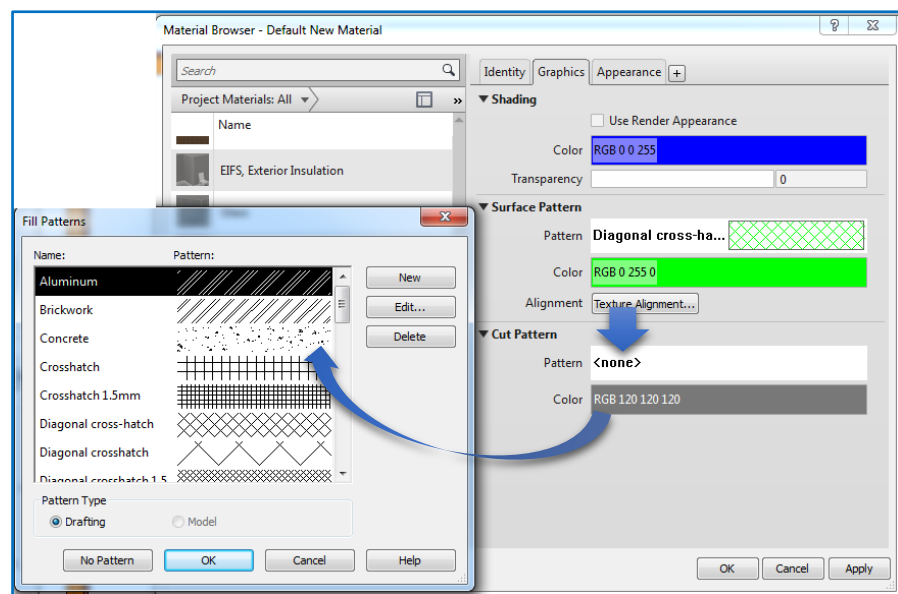 Material Browser - Default New Material
Search
Project Materials: All
»
Name
EIFS, Exterior Insulation
Identity Graphics Appearance +
Shading
Use Render Appearance
Color RGB 0 0 255
Transparency 0
Surface Pattern
Pattern Diagonal cross-ha...
Color RGB 0 255 0
Alignment Texture Alignment...
Cut Pattern
Pattern <none>
Color RGB 120 120 120
OK Cancel Apply
Fill Patterns
Name: Pattern:
Aluminum
Brickwork
Concrete
Crosshatch
Crosshatch 1.5mm
Diagonal cross-hatch
Diagonal crosshatch
Diagonal crosshatch 1.5
New
Edit...
Delete
Pattern Type
Drafting Model
No Pattern OK Cancel Help